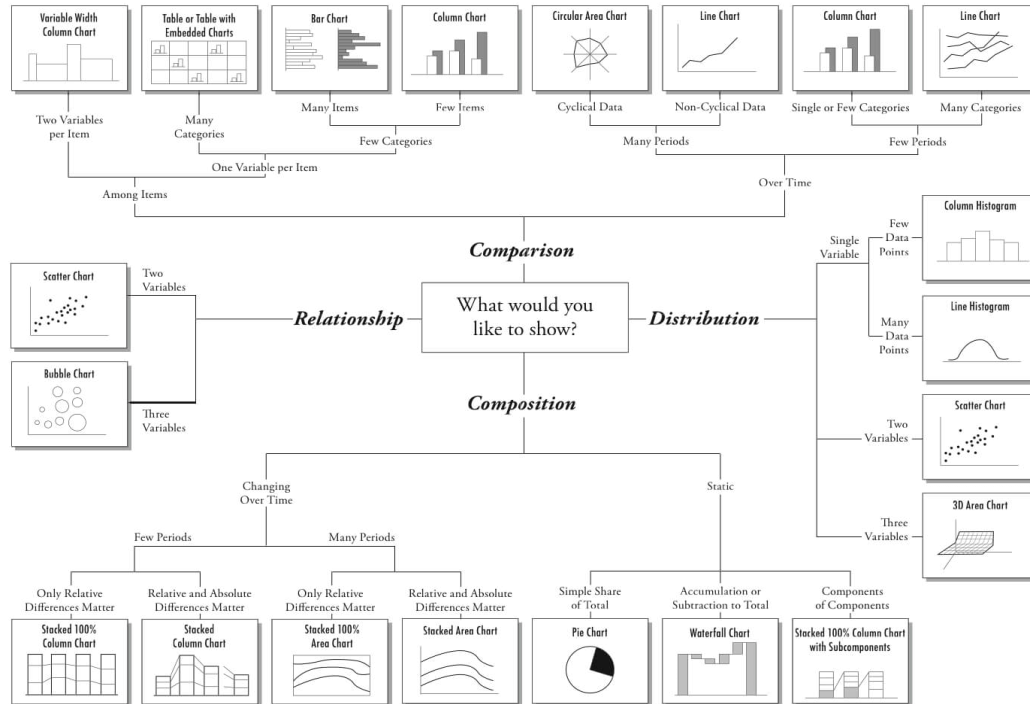 Variable Width
Column Chart
Table or Table with
Embedded Charts
Bar Chart
Column Chart
Circular Area Chart
Line Chart
Column Chart
Line Chart
Two Variables
per Item
Many
Categories
Many Items
Few Items
Cyclical Data
Non-Cyclical Data
Single or Few Categories
Many Categories
Few Categories
Many Periods
Few Periods
One Variable per Item
Among Items
Over Time
Comparison
What would you
like to show?
Relationship
Two
Variables
Scatter Chart
Three
Variables
Bubble Chart
Distribution
Single
Variable
Few
Data
Points
Column Histogram
Many
Data
Points
Line Histogram
Two
Variables
Scatter Chart
Three
Variables
3D Area Chart
Composition
Changing
Over Time
Static
Few Periods
Many Periods
Only Relative
Differences Matter
Relative and Absolute
Differences Matter
Only Relative
Differences Matter
Relative and Absolute
Differences Matter
Simple Share
of Total
Accumulation or
Subtraction to Total
Components
of Components
Stacked 100%
Column Chart
Stacked
Column Chart
Stacked 100%
Area Chart
Stacked Area Chart
Pie Chart
Waterfall Chart
Stacked 100% Column Chart
with Subcomponents